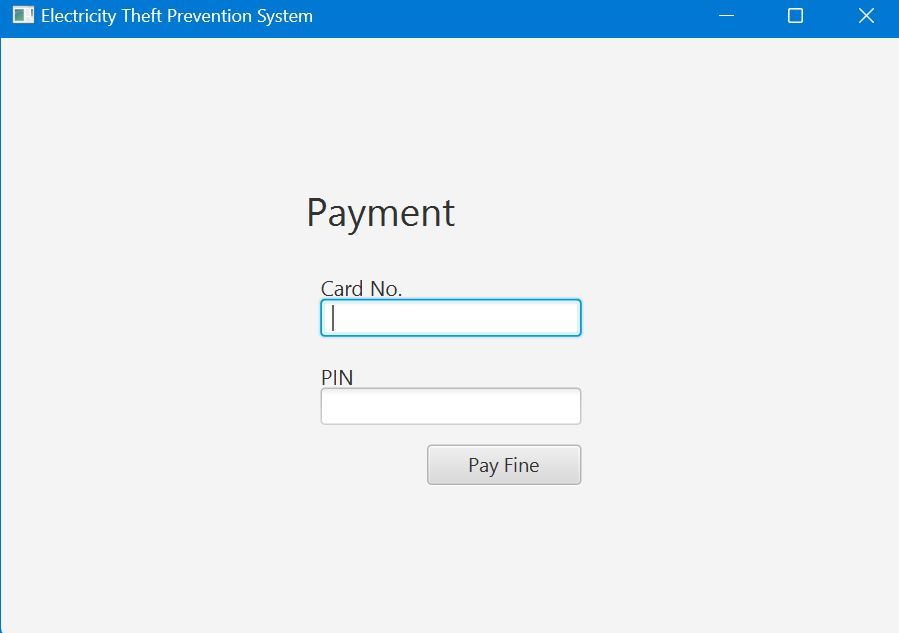 Electricity Theft Prevention System
Payment
Card No.
PIN
Pay Fine